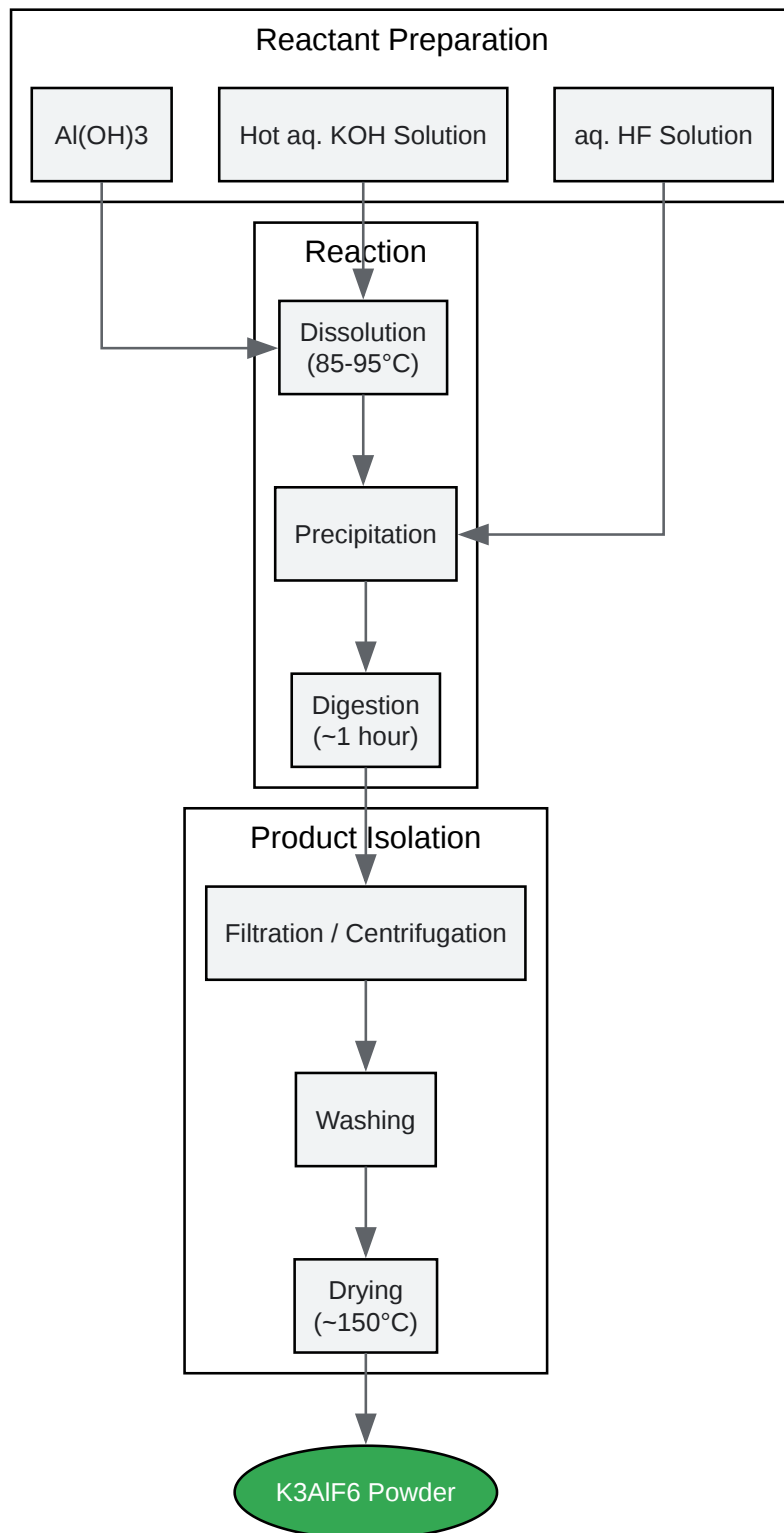 Reactant Preparation
Al(OH)3
Hot aq. KOH Solution
aq. HF Solution
Reaction
Dissolution
(85-95°C)
Precipitation
Digestion
(~1 hour)
Product Isolation
Filtration / Centrifugation
Washing
Drying
(~150°C)
K3AlF6 Powder